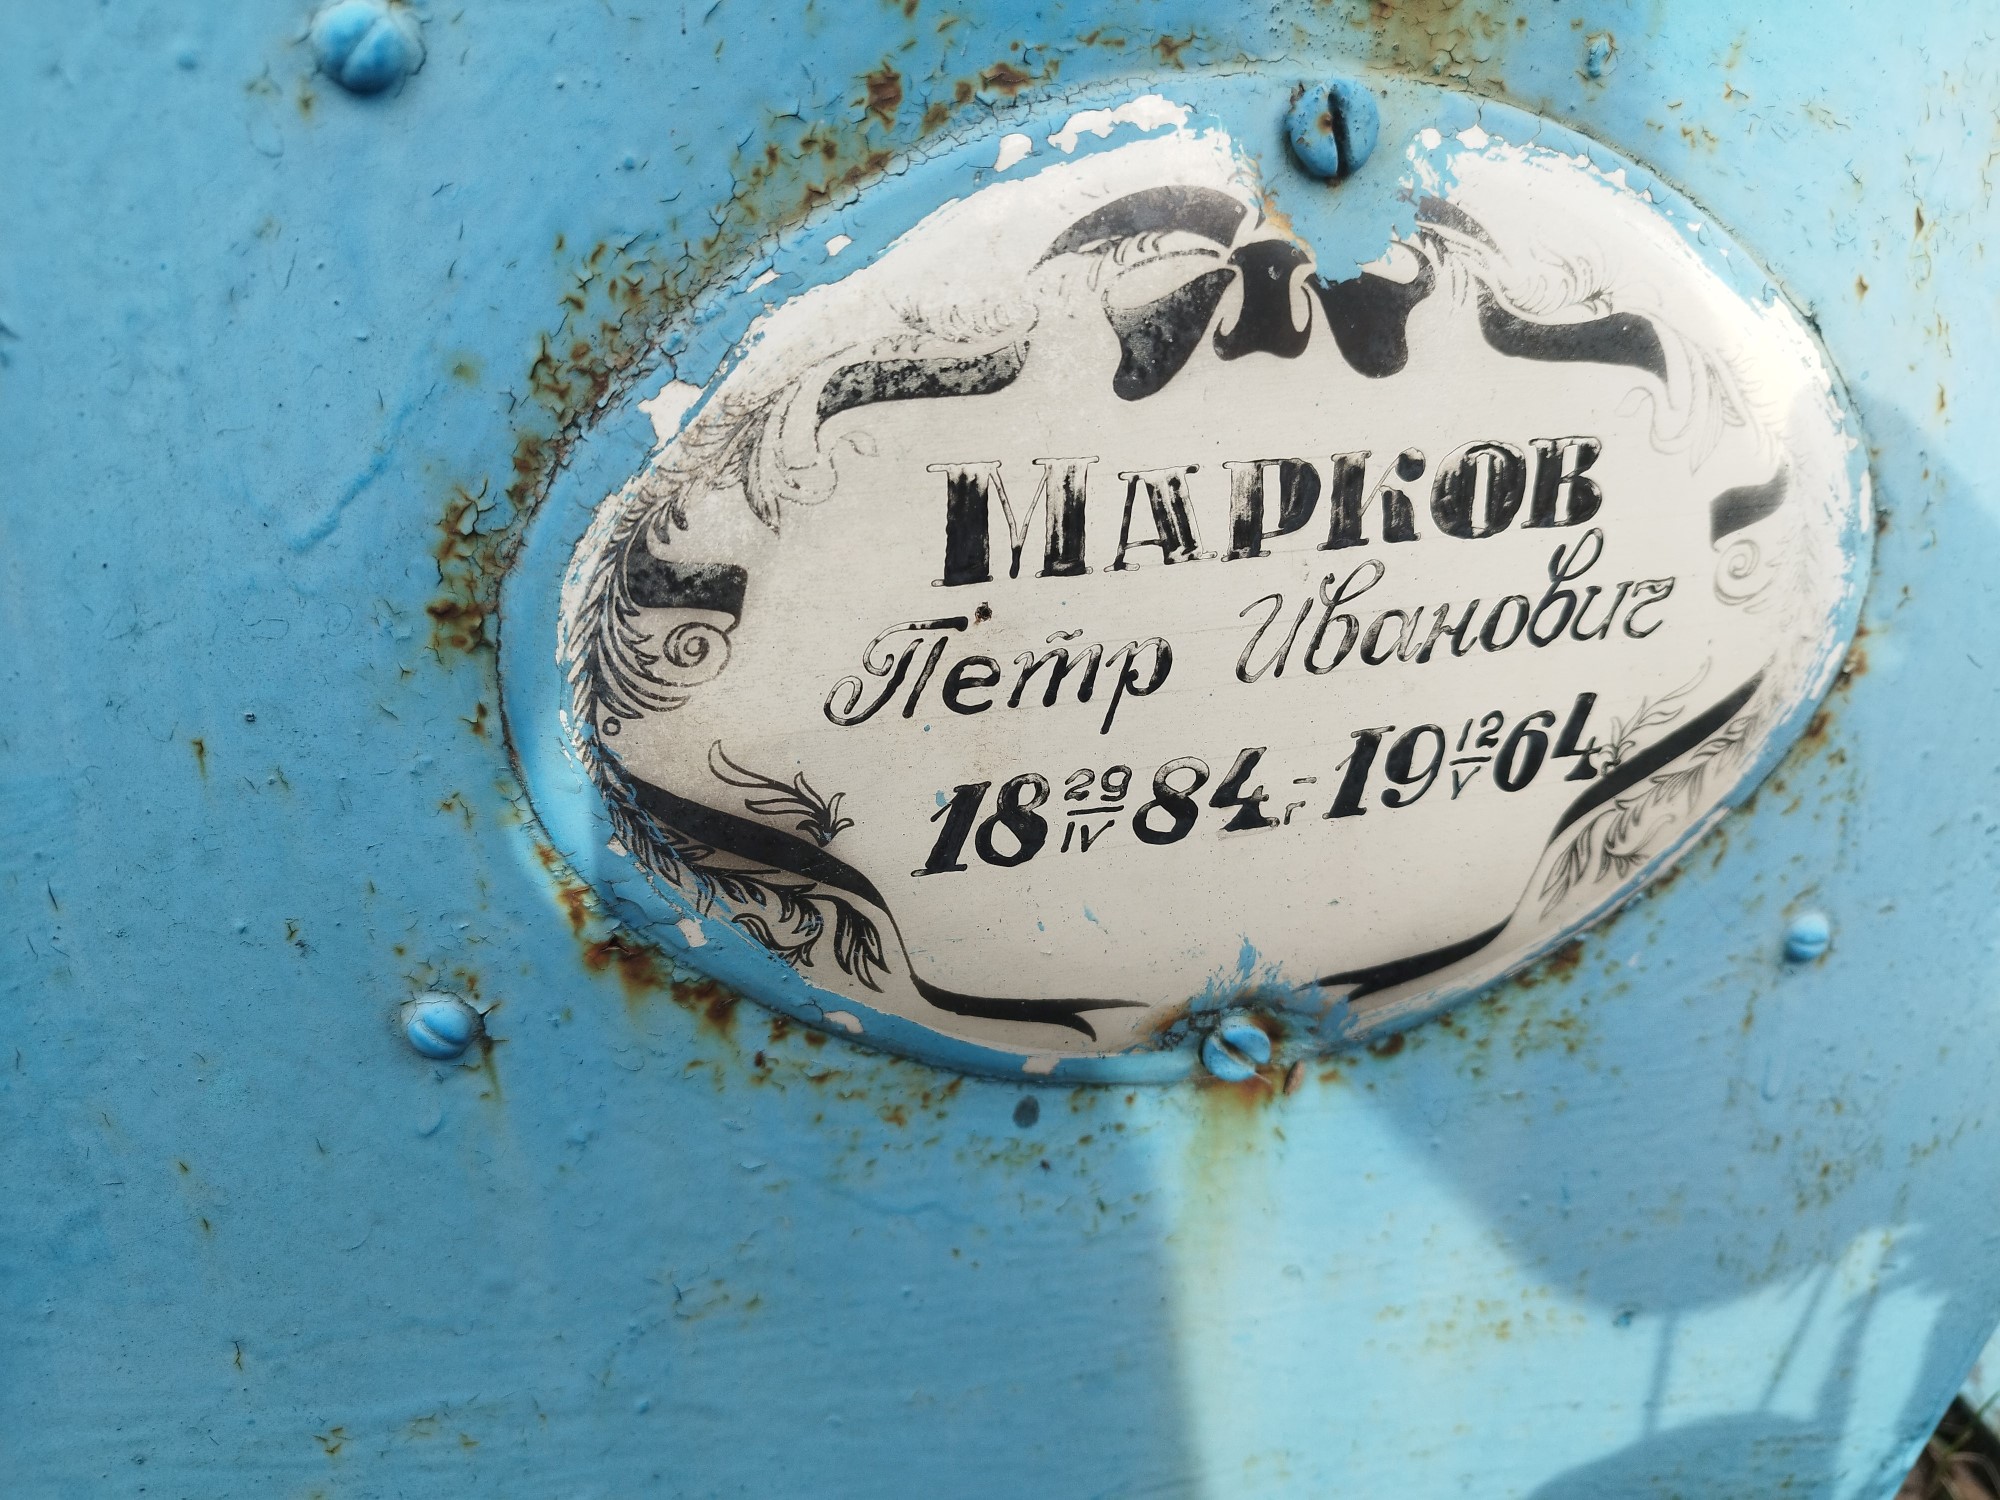 МАРКОВ
Петр Иванович
18 29/IV 84 г - 19 12/V 64